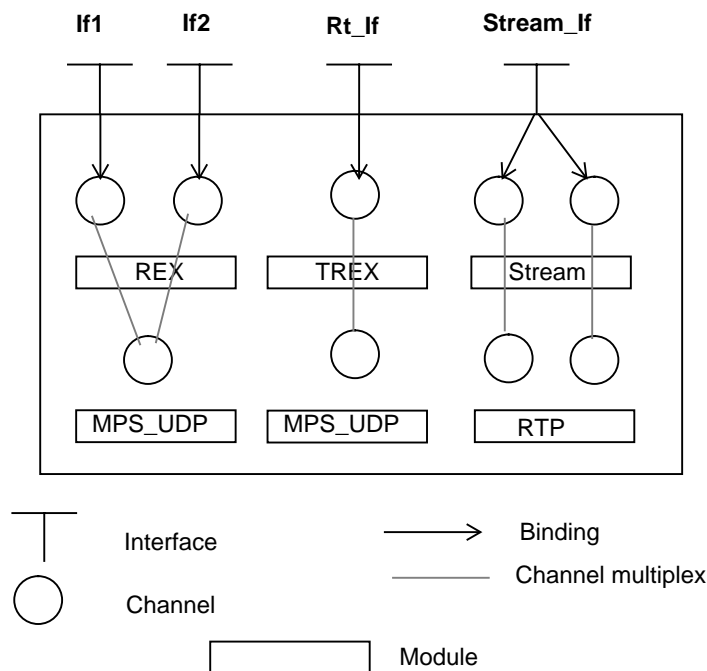 If1 If2 Rt_If Stream_If
REX TREX Stream
MPS_UDP MPS_UDP RTP
Interface Binding
Channel Channel multiplex
Module